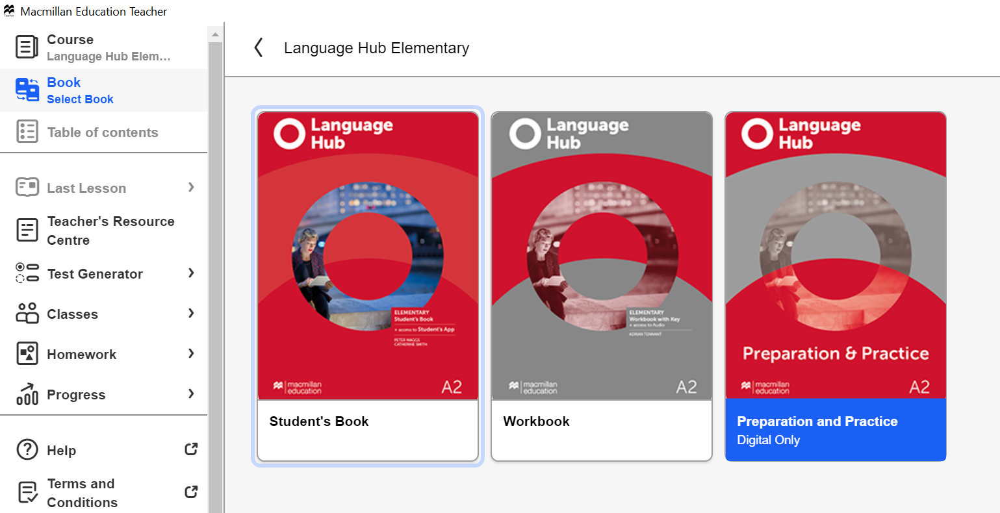 Macmillan Education Teacher
Course
Language Hub Elem...
Book
Select Book
Table of contents
Last Lesson
Teacher's Resource
Centre
Test Generator
Classes
Homework
Progress
Help
Terms and
Conditions
Language Hub Elementary
Language
Hub
ELEMENTARY
Student's Book
+ access to Student's App
PETER MAGGS
CATHERINE SMITH
macmillan
education
A2
Student's Book
Language
Hub
ELEMENTARY
Workbook with Key
+ access to Audio
ADRIAN TENNANT
macmillan
education
A2
Workbook
Language
Hub
Preparation & Practice
macmillan
education
A2
Preparation and Practice
Digital Only